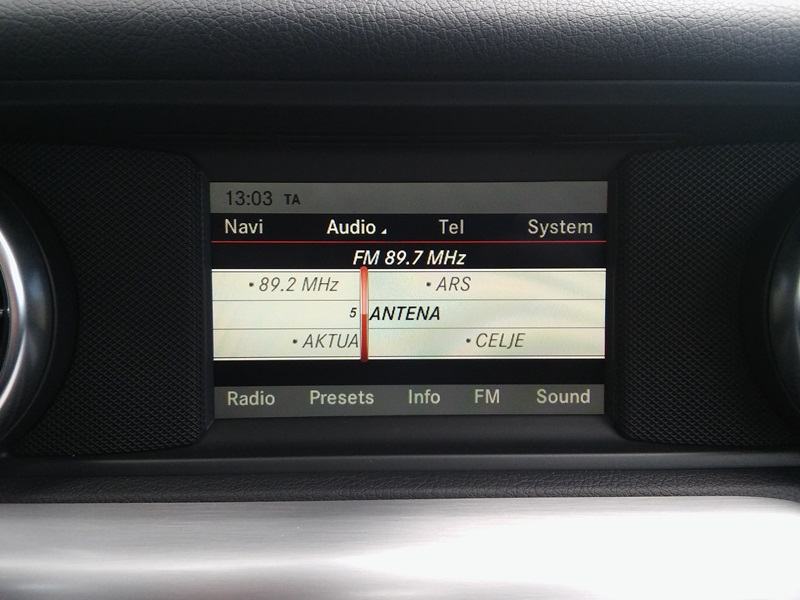 13:03 TA
Navi Audio Tel System
FM 89.7 MHz
• 89.2 MHz • ARS
5 ANTENA
• AKTUA • CELJE
Radio Presets Info FM Sound